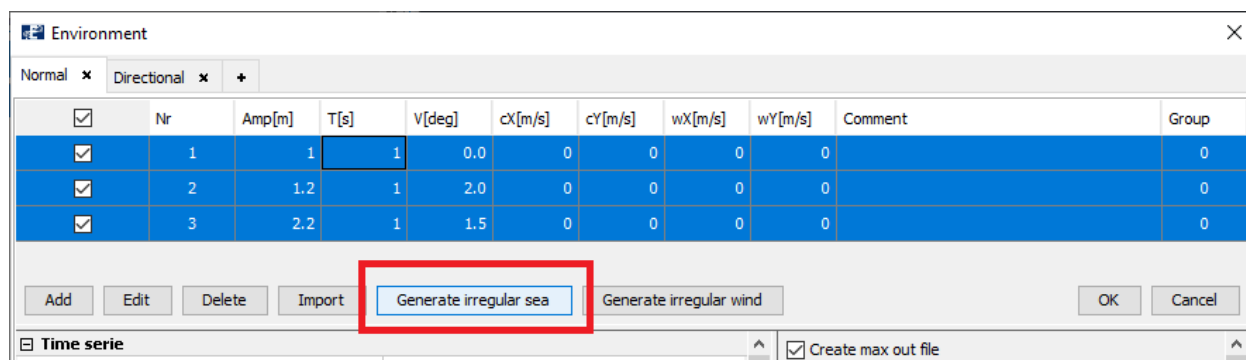 Environment
Normal Directional +
Nr Amp[m] T[s] V[deg] cX[m/s] cY[m/s] wX[m/s] wY[m/s] Comment Group
1 1 1 0.0 0 0 0 0 0
2 1.2 1 2.0 0 0 0 0 0
3 2.2 1 1.5 0 0 0 0 0
Add Edit Delete Import Generate irregular sea Generate irregular wind OK Cancel
Time serie Create max out file